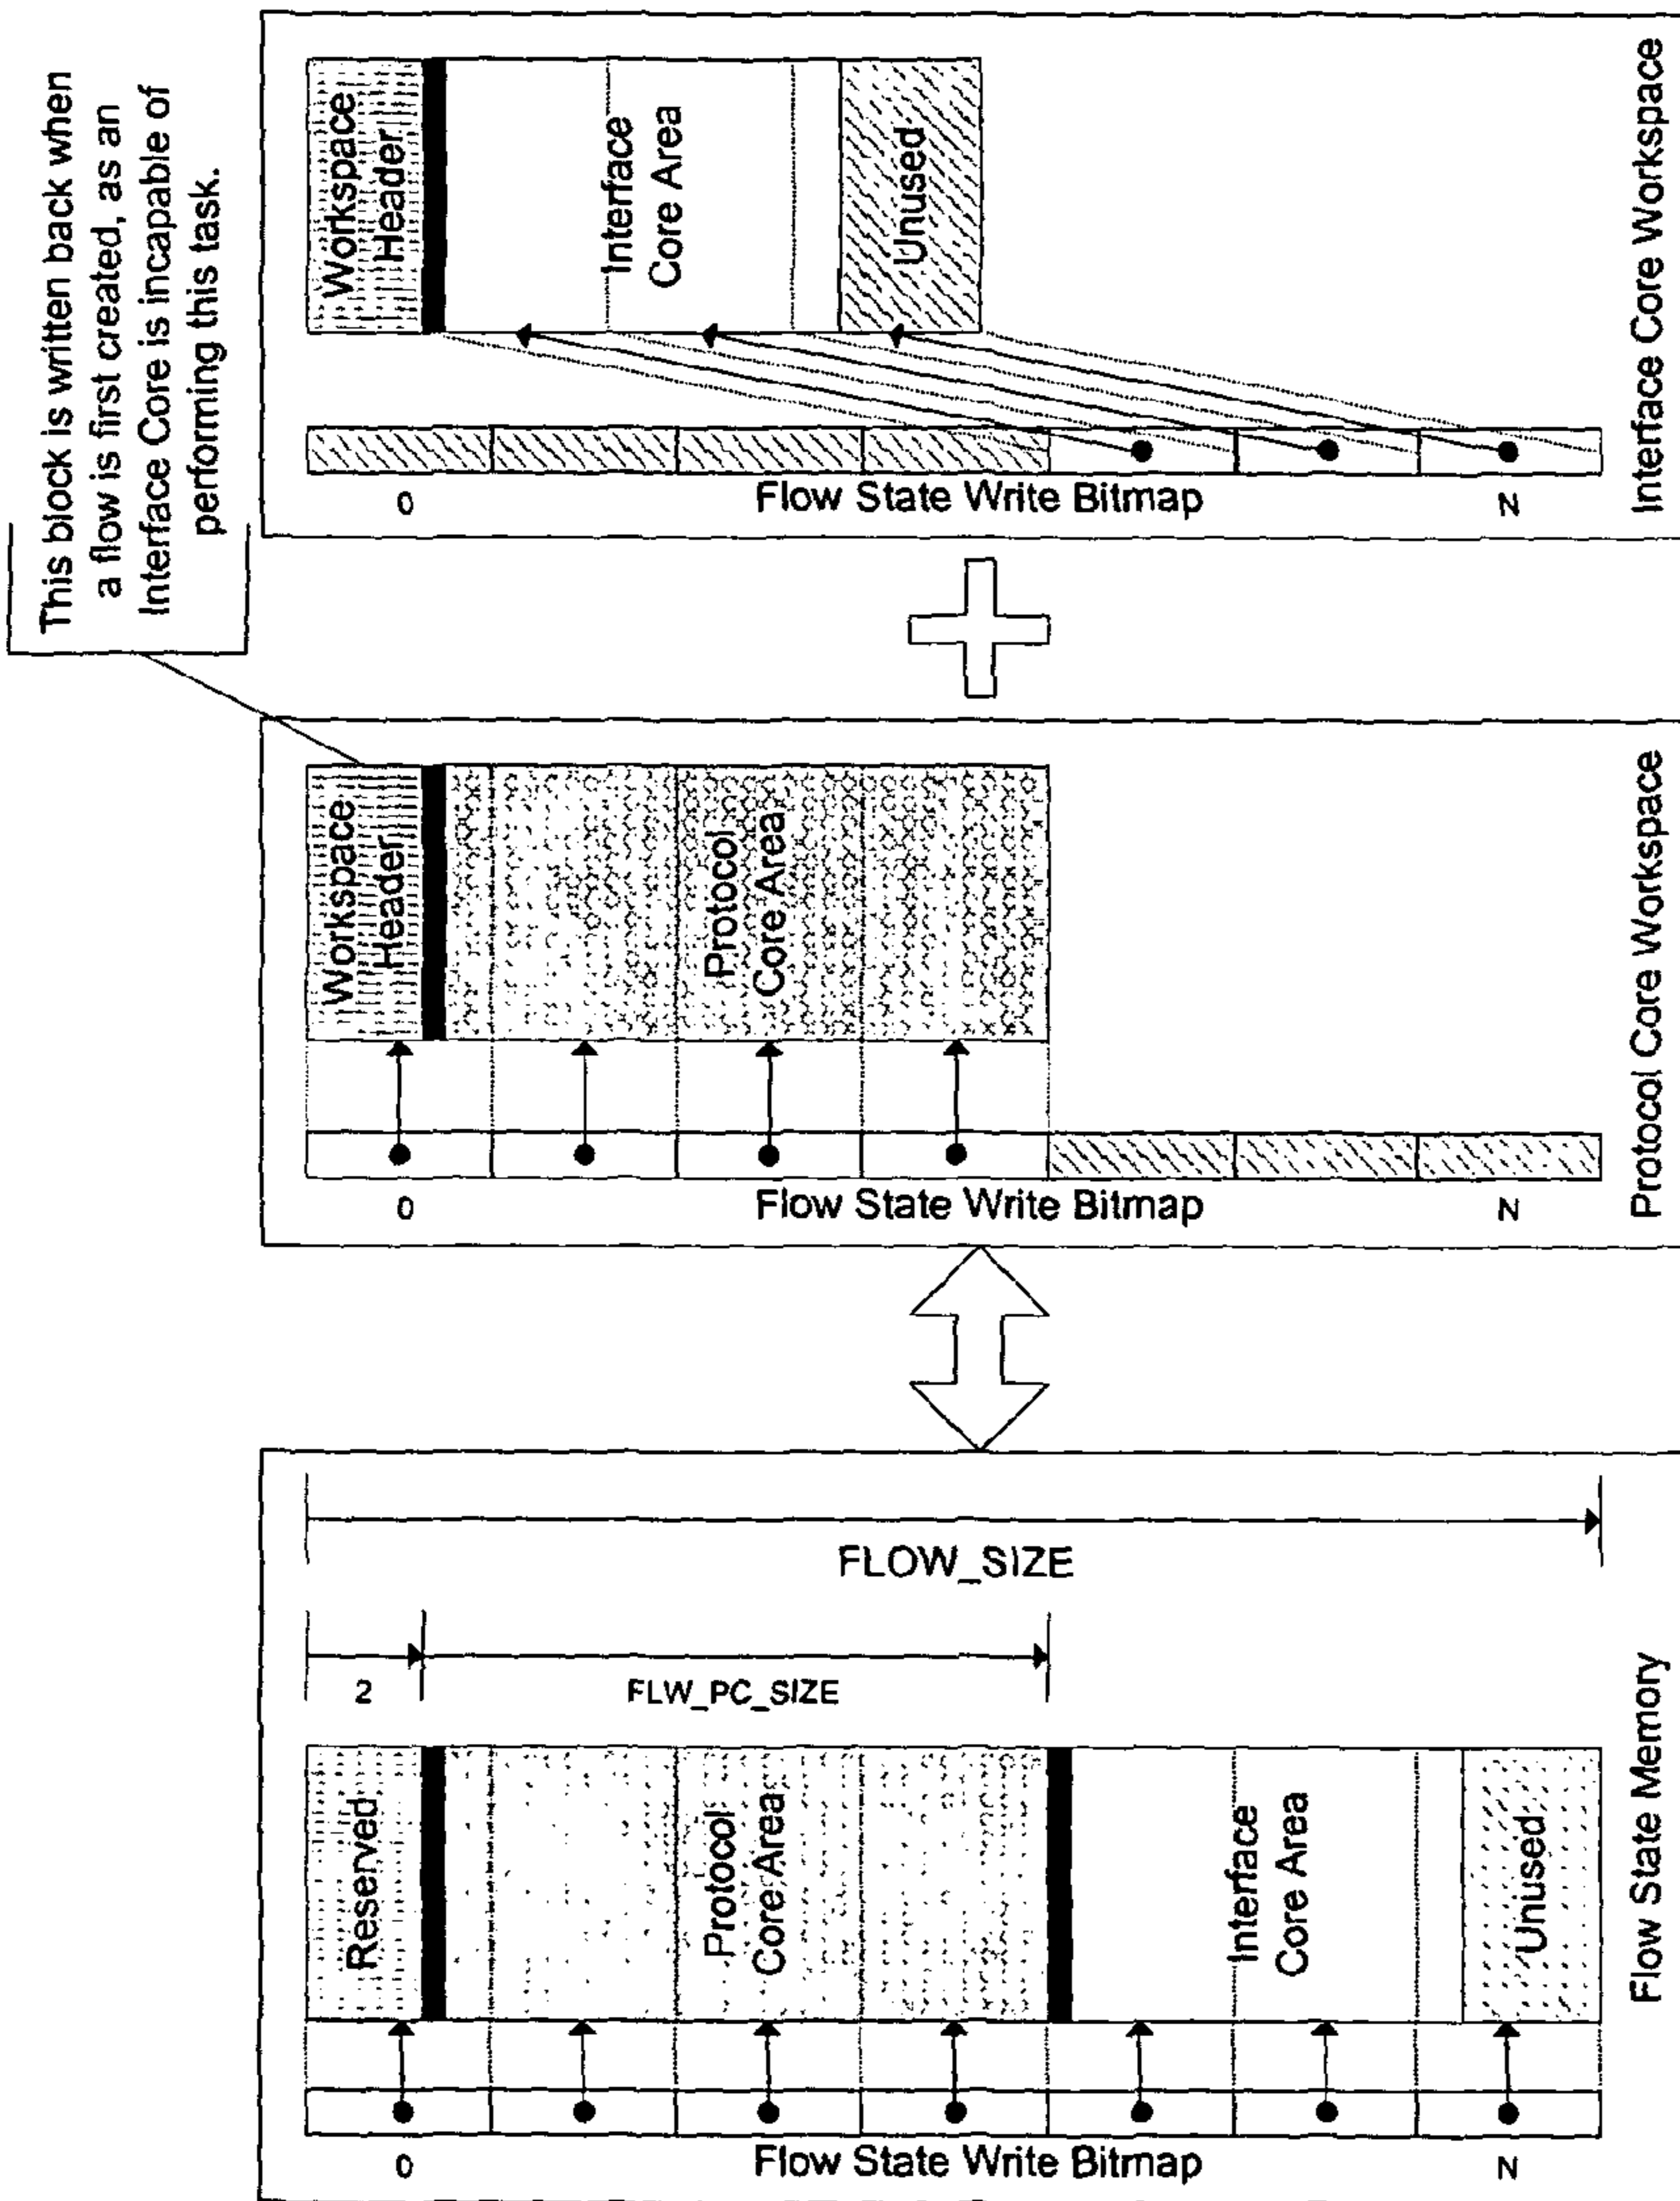 This block is written back when
a flow is first created, as an
Interface Core is incapable of
performing this task.
0
Flow State Write Bitmap
N
Reserved
Protocol
Core Area
Interface
Core Area
Unused
2
FLW_PC_SIZE
FLOW_SIZE
Flow State Memory
0
Flow State Write Bitmap
N
Workspace
Header
Protocol
Core Area
Protocol Core Workspace
0
Flow State Write Bitmap
N
Workspace
Header
Interface
Core Area
Unused
Interface Core Workspace